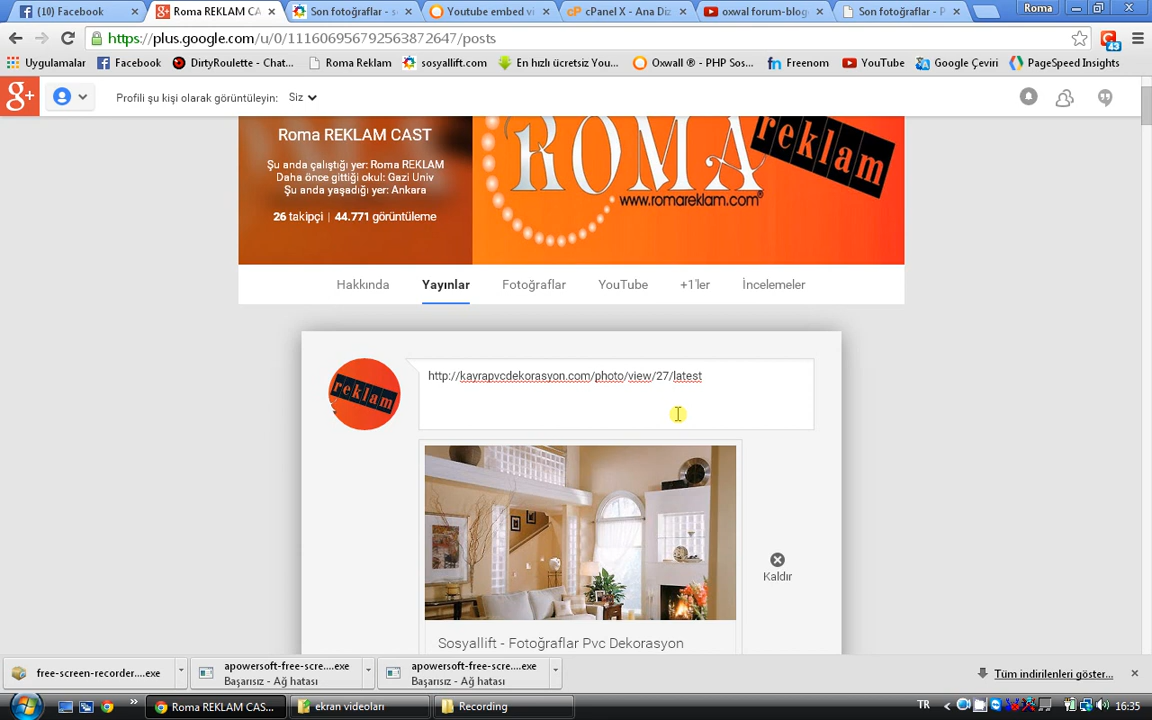 (10) Facebook
Roma REKLAM CA
Son fotoğraflar - s
Youtube embed vi
cPanel X - Ana Diz
oxwal forum-blog
Son fotoğraflar - P
Roma
https://plus.google.com/u/0/111606956792563872647/posts
43
Uygulamalar
Facebook
DirtyRoulette - Chat...
Roma Reklam
sosyallift.com
En hızlı ücretsiz You...
Oxwall ® - PHP Sos...
Freenom
YouTube
Google Çeviri
PageSpeed Insights
g+
Profili şu kişi olarak görüntüleyin:
Siz
Roma REKLAM CAST
Şu anda çalıştığı yer: Roma REKLAM
Daha önce gittiği okul: Gazi Univ
Şu anda yaşadığı yer: Ankara
26 takipçi | 44.771 görüntüleme
ROMA
reklam
www.romareklam.com®
Hakkında
Yayınlar
Fotoğraflar
YouTube
+1'ler
İncelemeler
reklam
http://kayrapvcdekorasyon.com/photo/view/27/latest
Kaldır
Sosyallift - Fotoğraflar Pvc Dekorasyon
free-screen-recorder....exe
apowersoft-free-scre....exe
Başarısız - Ağ hatası
apowersoft-free-scre....exe
Başarısız - Ağ hatası
Tüm indirilenleri göster...
Roma REKLAM CAS...
ekran videoları
Recording
TR
16:35